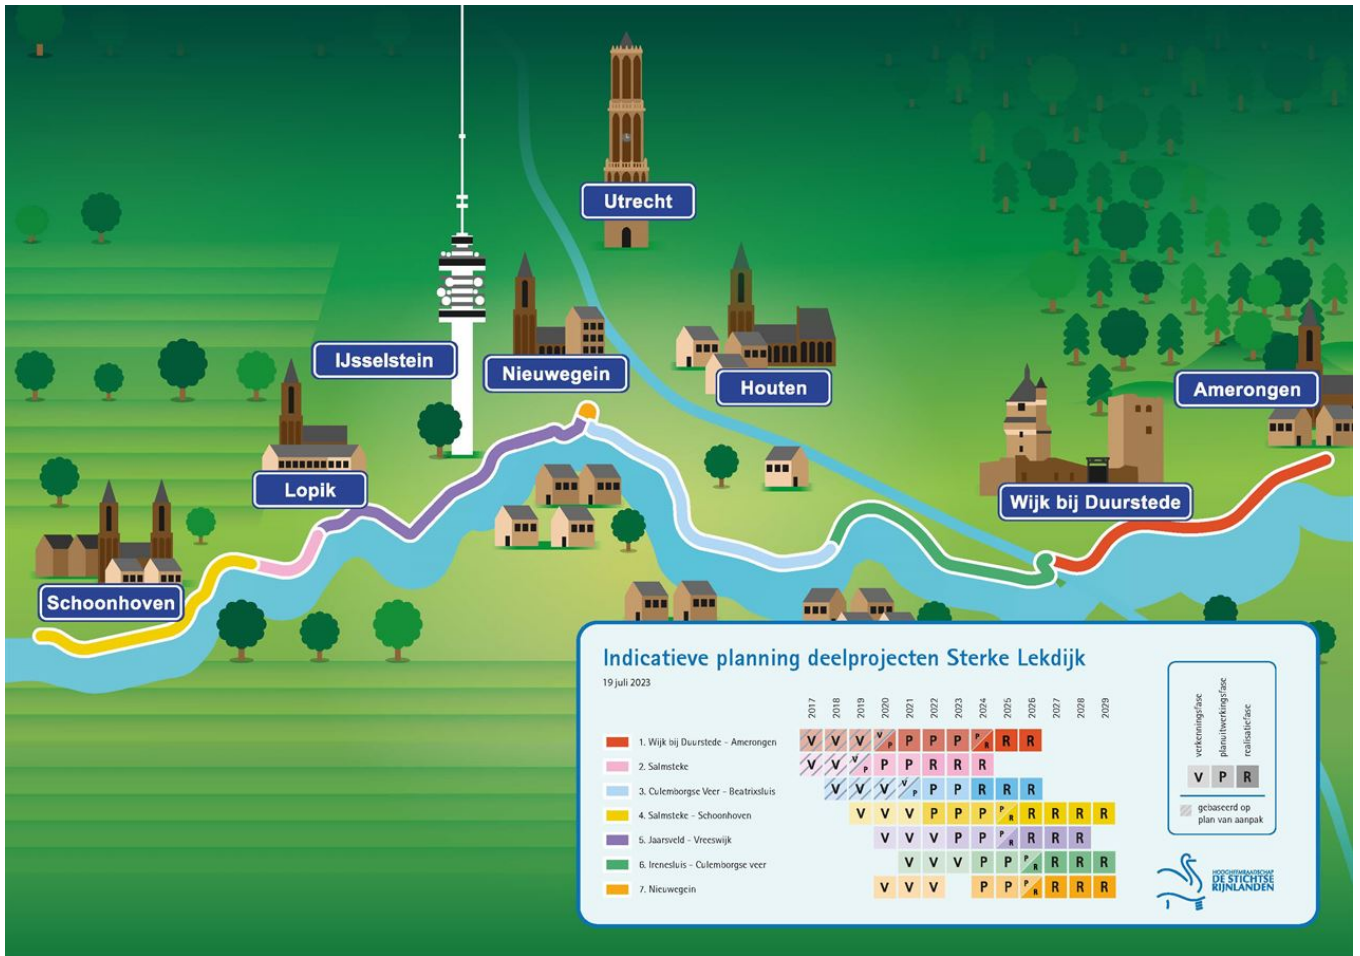 Utrecht
IJsselstein
Nieuwegein
Houten
Amerongen
Lopik
Wijk bij Duurstede
Schoonhoven
Indicatieve planning deelprojecten Sterke Lekdijk
19 juli 2023
2017 2018 2019 2020 2021 2022 2023 2024 2025 2026 2027 2028 2029
1. Wijk bij Duurstede - Amerongen V V V V P P P P P R R R
2. Salmsteke V V V P P P R R R
3. Culemborgse Veer - Beatrixsluis V V V V P P P R R R
4. Salmsteke - Schoonhoven V V V P P P P R R R R R
5. Jaarsveld - Vreeswijk V V V P P P R R R R
6. Irenesluis - Culemborgse veer V V V P P P R R R R
7. Nieuwegein V V V P P P R R R R
verkenningsfase
planuitwerkingsfase
realisatiefase
V P R
gebaseerd op
plan van aanpak
HOOGHEEMRAADSCHAP
DE STICHTSE
RIJNLANDEN